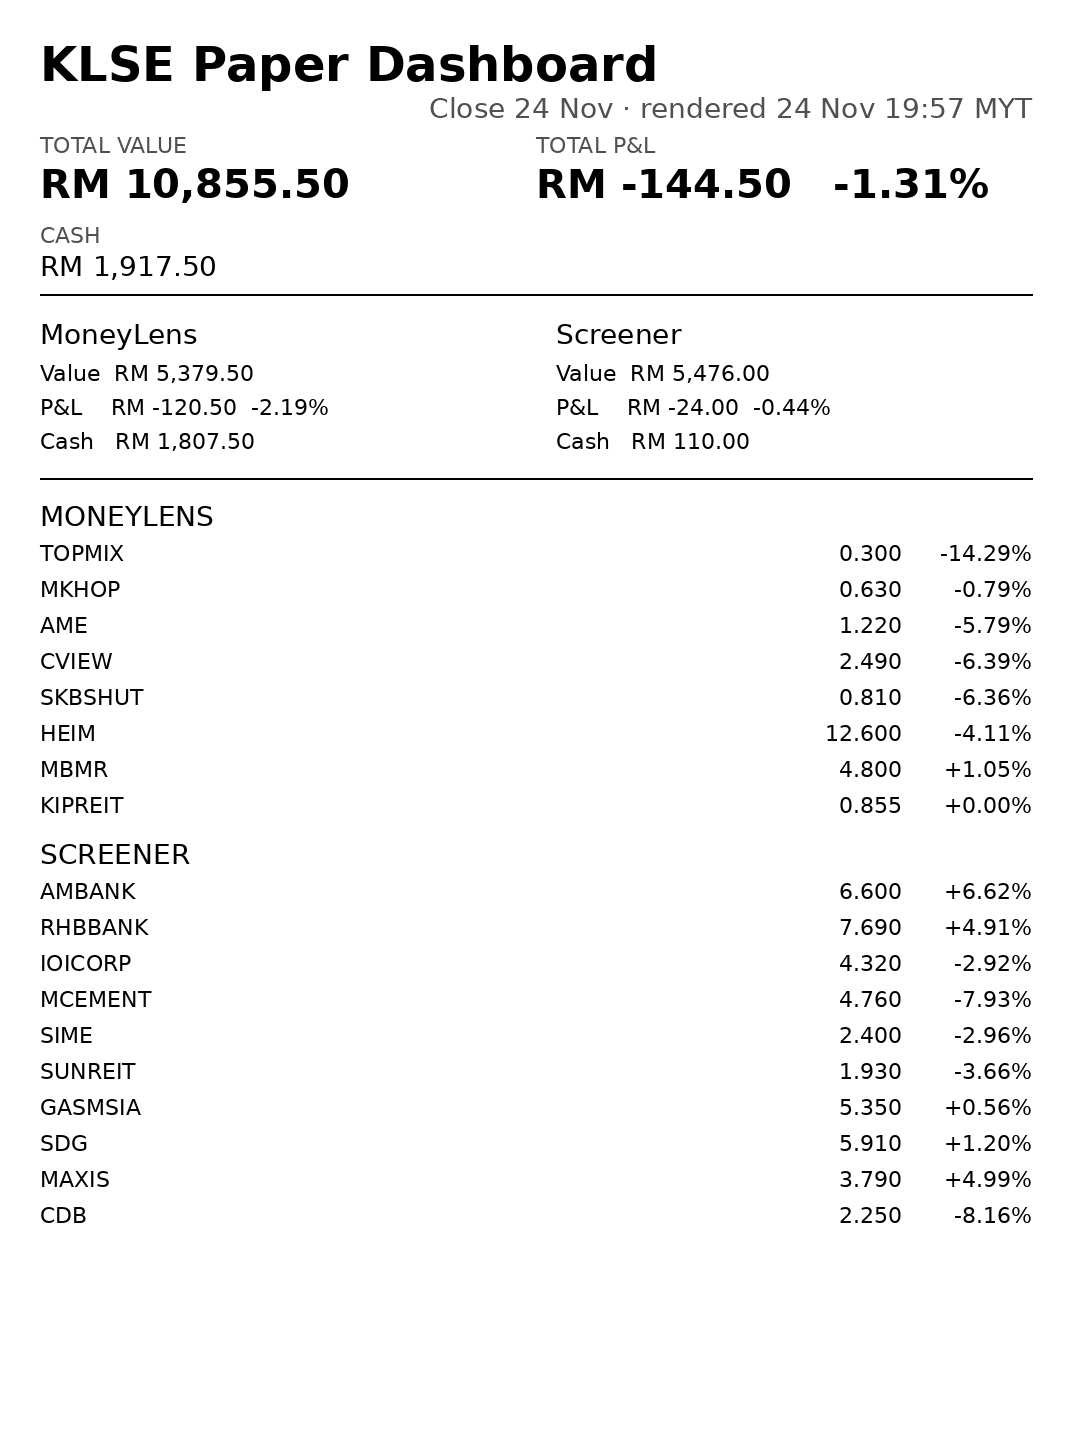 KLSE Paper Dashboard
Close 24 Nov · rendered 24 Nov 19:57 MYT
TOTAL VALUE TOTAL P&L
RM 10,855.50 RM -144.50 -1.31%
CASH
RM 1,917.50
MoneyLens Screener
Value RM 5,379.50 Value RM 5,476.00
P&L RM -120.50 -2.19% P&L RM -24.00 -0.44%
Cash RM 1,807.50 Cash RM 110.00
MONEYLENS
TOPMIX 0.300 -14.29%
MKHOP 0.630 -0.79%
AME 1.220 -5.79%
CVIEW 2.490 -6.39%
SKBSHUT 0.810 -6.36%
HEIM 12.600 -4.11%
MBMR 4.800 +1.05%
KIPREIT 0.855 +0.00%
SCREENER
AMBANK 6.600 +6.62%
RHBBANK 7.690 +4.91%
IOICORP 4.320 -2.92%
MCEMENT 4.760 -7.93%
SIME 2.400 -2.96%
SUNREIT 1.930 -3.66%
GASMSIA 5.350 +0.56%
SDG 5.910 +1.20%
MAXIS 3.790 +4.99%
CDB 2.250 -8.16%